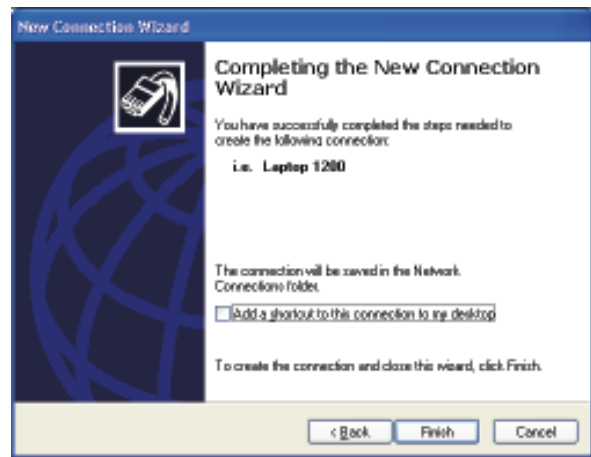 New Connection Wizard
Completing the New Connection
Wizard
You have successfully completed the steps needed to
create the following connection:
i.e. Laptop 1200
The connection will be saved in the Network
Connections folder.
Add a shortcut to this connection to my desktop
To create the connection and close this wizard, click Finish.
< Back Finish Cancel